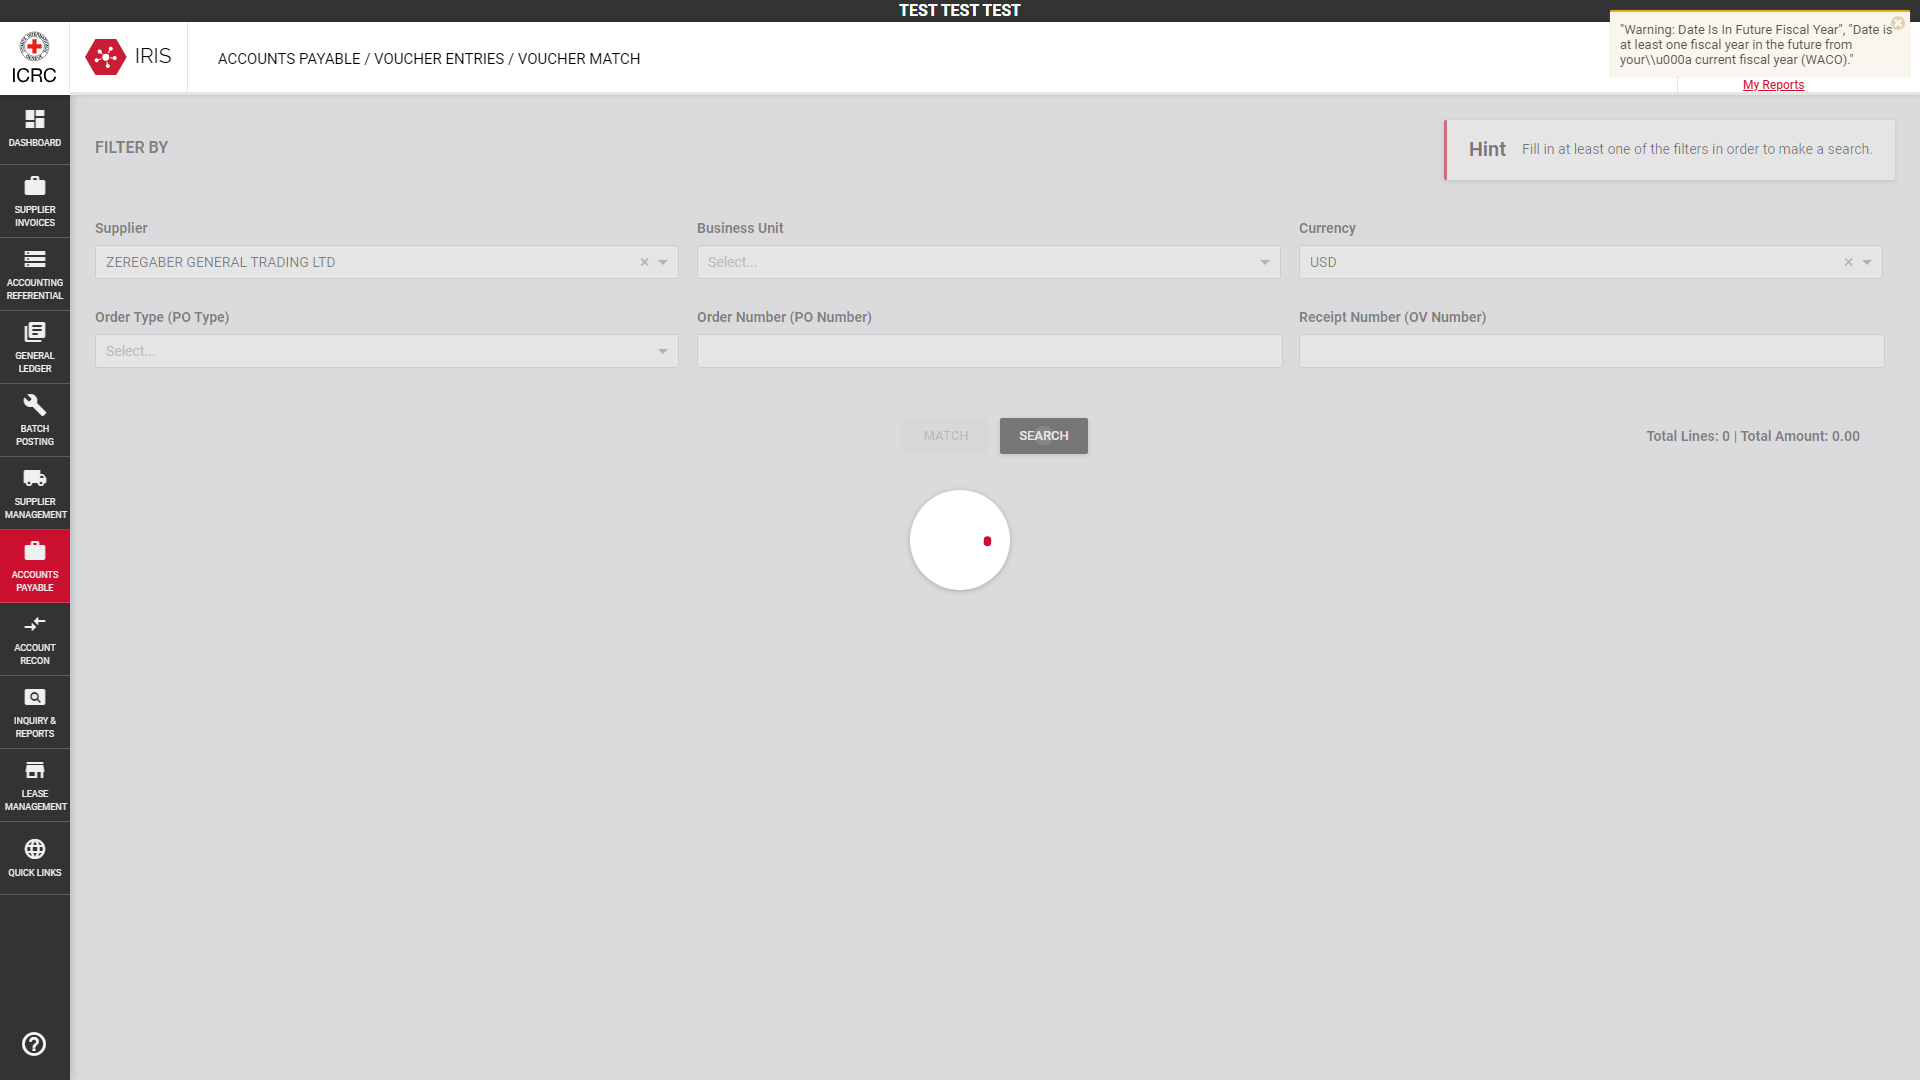 TEST TEST TEST
ICRC
IRIS
ACCOUNTS PAYABLE / VOUCHER ENTRIES / VOUCHER MATCH
"Warning: Date Is In Future Fiscal Year", "Date is
at least one fiscal year in the future from
your\\u000a current fiscal year (WACO)."
My Reports
DASHBOARD
SUPPLIER
INVOICES
ACCOUNTING
REFERENTIAL
GENERAL
LEDGER
BATCH
POSTING
SUPPLIER
MANAGEMENT
ACCOUNTS
PAYABLE
ACCOUNT
RECON
INQUIRY &
REPORTS
LEASE
MANAGEMENT
QUICK LINKS
FILTER BY
Hint Fill in at least one of the filters in order to make a search.
Supplier Business Unit Currency
ZEREGABER GENERAL TRADING LTD Select... USD
Order Type (PO Type) Order Number (PO Number) Receipt Number (OV Number)
Select...
MATCH SEARCH Total Lines: 0 | Total Amount: 0.00